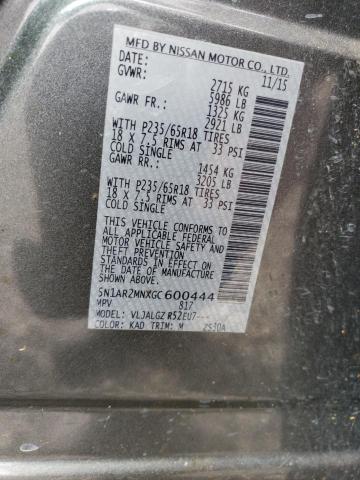 MFD BY NISSAN MOTOR CO., LTD.
DATE: 11/15
GVWR: 2715 KG
5986 LB
GAWR FR.: 1325 KG
2921 LB
WITH P235/65R18 TIRES
18 X 7.5 RIMS AT 33 PSI
COLD SINGLE
GAWR RR.: 1454 KG
3205 LB
WITH P235/65R18 TIRES
18 X 7.5 RIMS AT 33 PSI
COLD SINGLE
THIS VEHICLE CONFORMS TO
ALL APPLICABLE FEDERAL
MOTOR VEHICLE SAFETY AND
STANDARDS IN EFFECT ON
THE DATE OF MANUFACTURE
SHOWN ABOVE.
5N1AR2MNXGC600444
MPV 817
MODEL: VLJALGZ R52EU7---
COLOR: KAD TRIM: M 2S30A